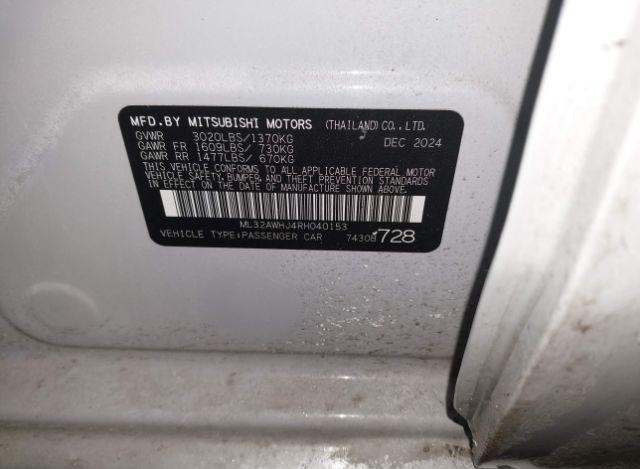 MFD.BY MITSUBISHI MOTORS (THAILAND) CO., LTD.
GVWR 3020LBS/1370KG DEC 2024
GAWR FR 1609LBS/ 730KG
GAWR RR 1477LBS/ 670KG
THIS VEHICLE CONFORMS TO ALL APPLICABLE FEDERAL MOTOR
VEHICLE SAFETY, BUMPER, AND THEFT PREVENTION STANDARDS
IN EFFECT ON THE DATE OF MANUFACTURE SHOWN ABOVE.
ML32AWHJ4RH040153
VEHICLE TYPE:PASSENGER CAR 7430B 728